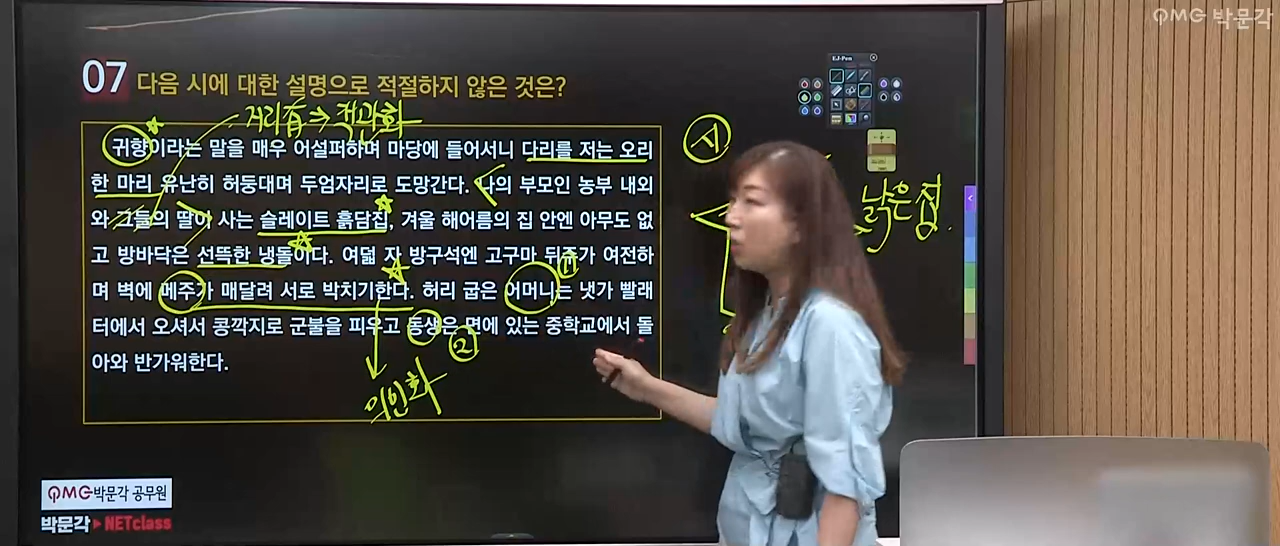 QMG 박문각
07 다음 시에 대한 설명으로 적절하지 않은 것은?
거리 有 ⇒ 객관화
귀향이라는 말을 매우 어설퍼하며 마당에 들어서니 다리를 저는 오리
한 마리 유난히 허둥대며 두엄자리로 도망간다. 나의 부모인 농부 내외
와 그들의 딸이 사는 슬레이트 흙담집, 겨울 해어름의 집 안엔 아무도 없
고 방바닥은 선뜩한 냉돌이다. 여덟 자 방구석엔 고구마 뒤주가 여전하
며 벽에 메주가 매달려 서로 박치기한다. 허리 굽은 어머니는 냇가 빨래
터에서 오셔서 콩깍지로 군불을 피우고 동생은 면에 있는 중학교에서 돌
아와 반가워한다.
①
②
의인화
시
낡은 집.
EJ-Pen
QMG박문각 공무원
박문각 ▶ NETclass